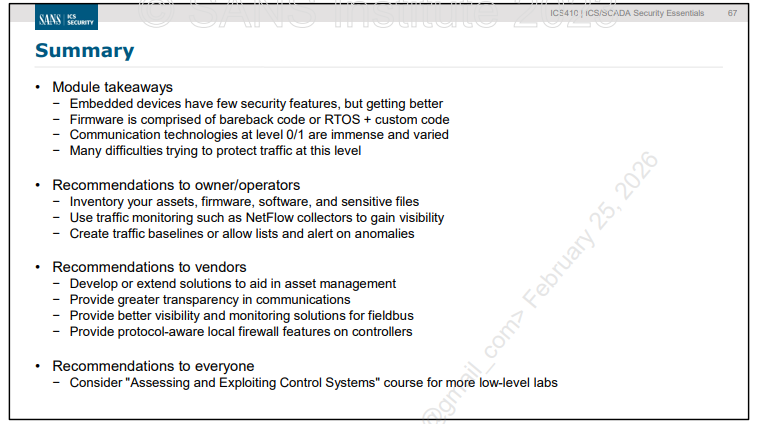 © SANS Institute 2026
SANS | ICS SECURITY
ICS410 | ICS/SCADA Security Essentials 67
Summary
• Module takeaways
− Embedded devices have few security features, but getting better
− Firmware is comprised of bareback code or RTOS + custom code
− Communication technologies at level 0/1 are immense and varied
− Many difficulties trying to protect traffic at this level
• Recommendations to owner/operators
− Inventory your assets, firmware, software, and sensitive files
− Use traffic monitoring such as NetFlow collectors to gain visibility
− Create traffic baselines or allow lists and alert on anomalies
• Recommendations to vendors
− Develop or extend solutions to aid in asset management
− Provide greater transparency in communications
− Provide better visibility and monitoring solutions for fieldbus
− Provide protocol-aware local firewall features on controllers
• Recommendations to everyone
− Consider "Assessing and Exploiting Control Systems" course for more low-level labs
@gmail_com> February 25, 2026